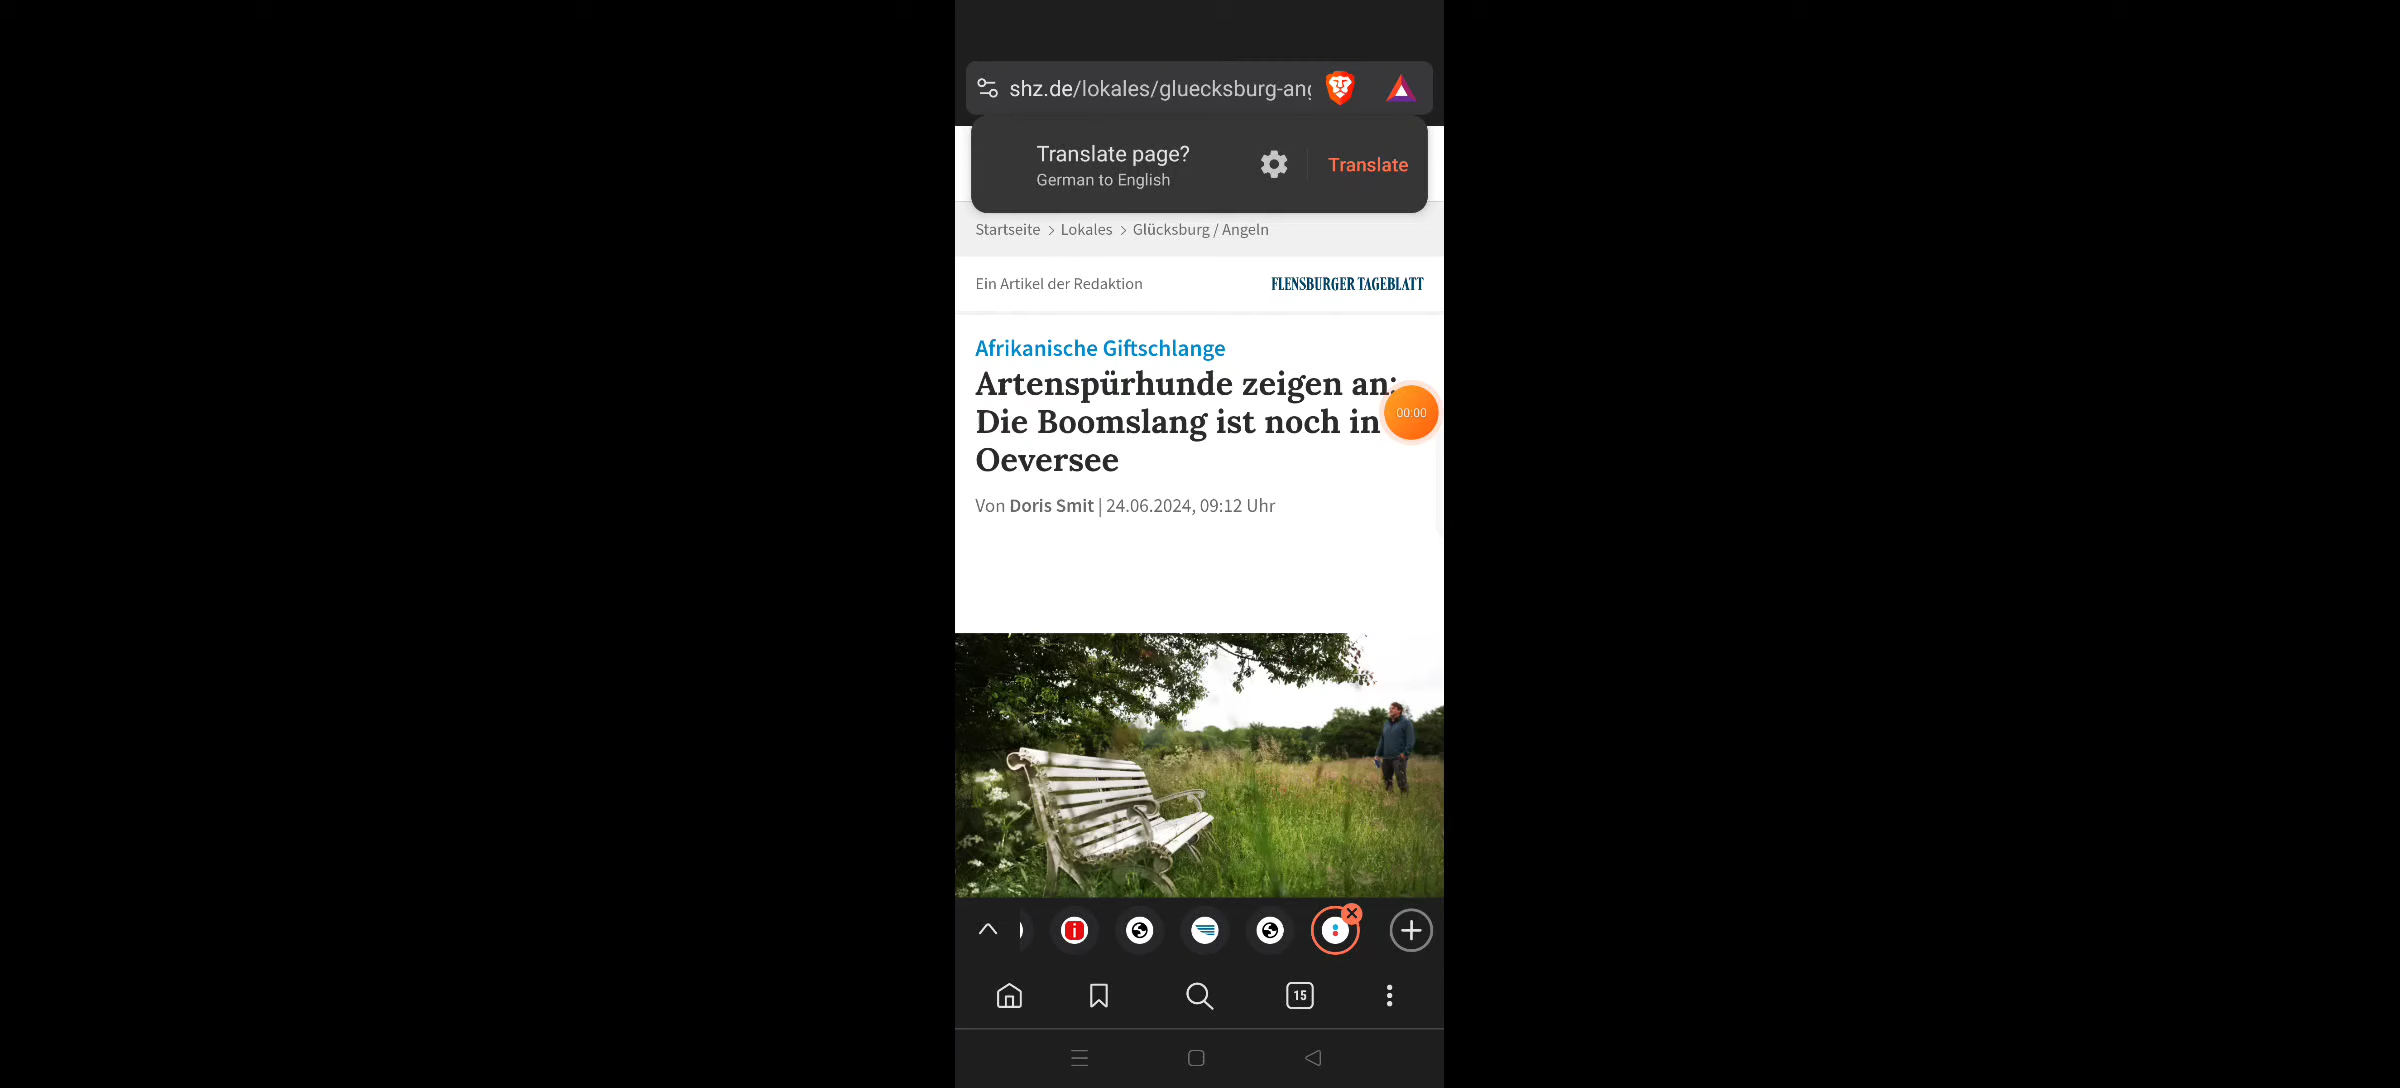 shz.de/lokales/gluecksburg-ang
Translate page?
German to English
Translate
Startseite > Lokales > Glücksburg / Angeln
Ein Artikel der Redaktion
FLENSBURGER TAGEBLATT
Afrikanische Giftschlange
Artenspürhunde zeigen an:
Die Boomslang ist noch in
00:00
Oeversee
Von Doris Smit | 24.06.2024, 09:12 Uhr
15